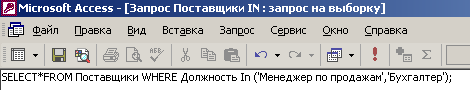 Microsoft Access - [Запрос Поставщики IN : запрос на выборку]
Файл Правка Вид Вставка Запрос Сервис Окно Справка
SELECT*FROM Поставщики WHERE Должность In ('Менеджер по продажам','Бухгалтер');